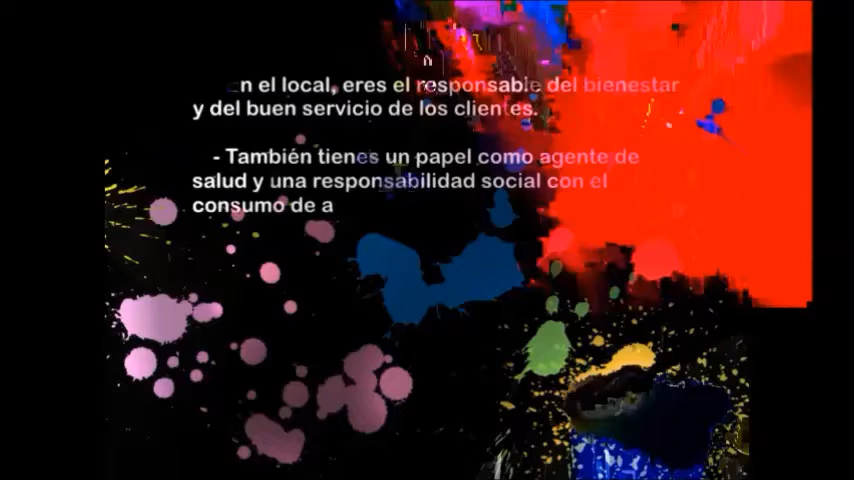 n el local, eres el responsable del bienestar
y del buen servicio de los clientes.
- También tienes un papel como agente de
salud y una responsabilidad social con el
consumo de a